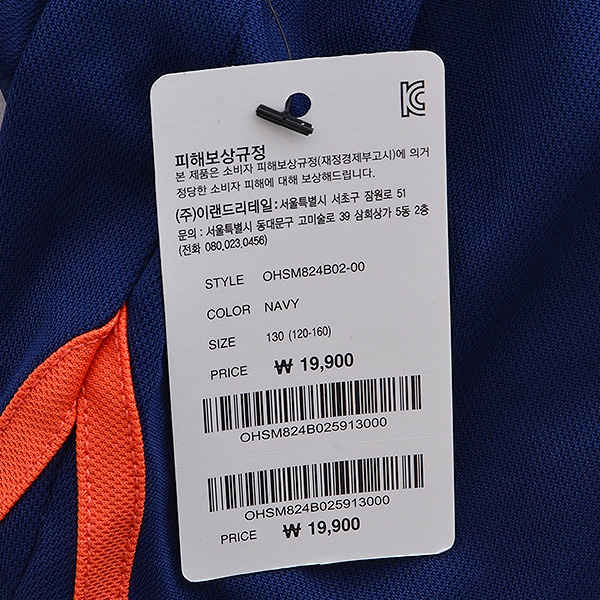 피해보상규정
본 제품은 소비자 피해보상규정(재정경제부고시)에 의거
정당한 소비자 피해에 대해 보상해드립니다.
(주)이랜드리테일:서울특별시 서초구 잠원로 51
문의 : 서울특별시 동대문구 고미술로 39 삼희상가 5동 2층
(전화 080.023.0456)
STYLE OHSM824B02-00
COLOR NAVY
SIZE 130 (120-160)
PRICE ₩ 19,900
OHSM824B025913000
OHSM824B025913000
PRICE ₩ 19,900